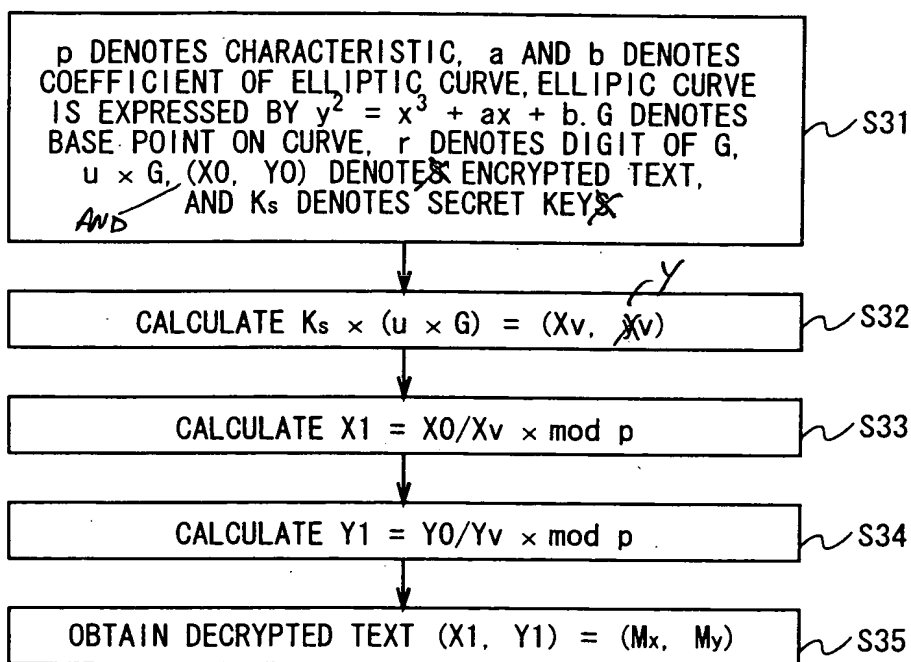 p DENOTES CHARACTERISTIC, a AND b DENOTES
COEFFICIENT OF ELLIPTIC CURVE, ELLIPIC CURVE
IS EXPRESSED BY y² = x³ + ax + b. G DENOTES
BASE POINT ON CURVE, r DENOTES DIGIT OF G,
u × G, (X0, Y0) DENOTES ENCRYPTED TEXT,
AND Ks DENOTES SECRET KEYS
AND
S31
Y
CALCULATE Ks × (u × G) = (Xv, Xv)
S32
CALCULATE X1 = X0/Xv × mod p
S33
CALCULATE Y1 = Y0/Yv × mod p
S34
OBTAIN DECRYPTED TEXT (X1, Y1) = (Mx, My)
S35